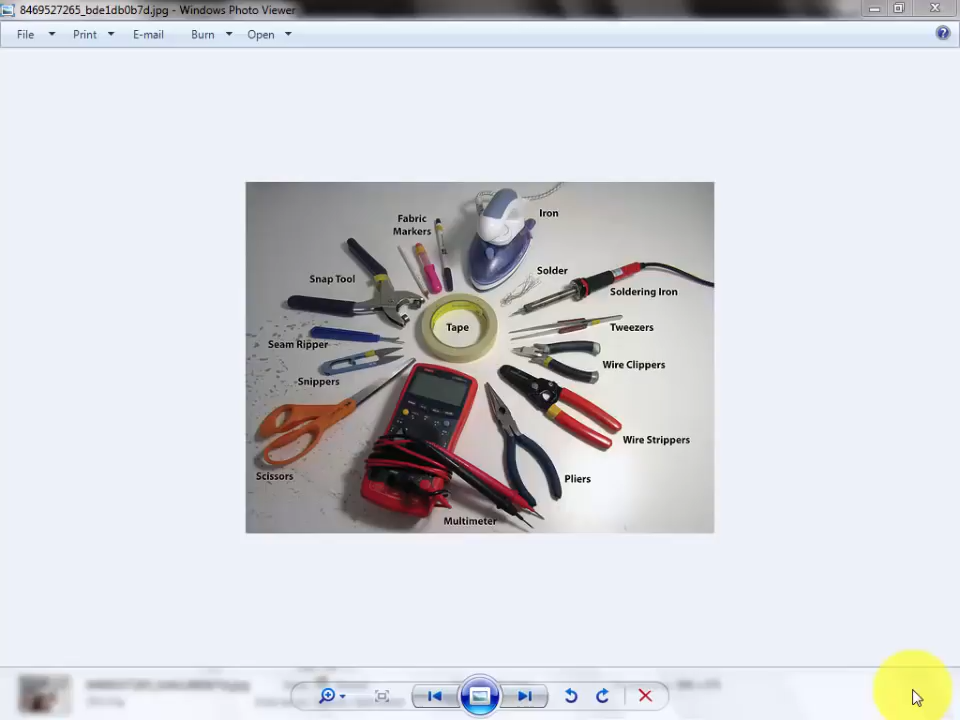 8469527265_bde1db0b7d.jpg - Windows Photo Viewer
File Print E-mail Burn Open
Iron
Fabric
Markers
Solder
Snap Tool
Soldering Iron
Tape
Tweezers
Seam Ripper
Wire Clippers
Snippers
Wire Strippers
Scissors
Pliers
Multimeter